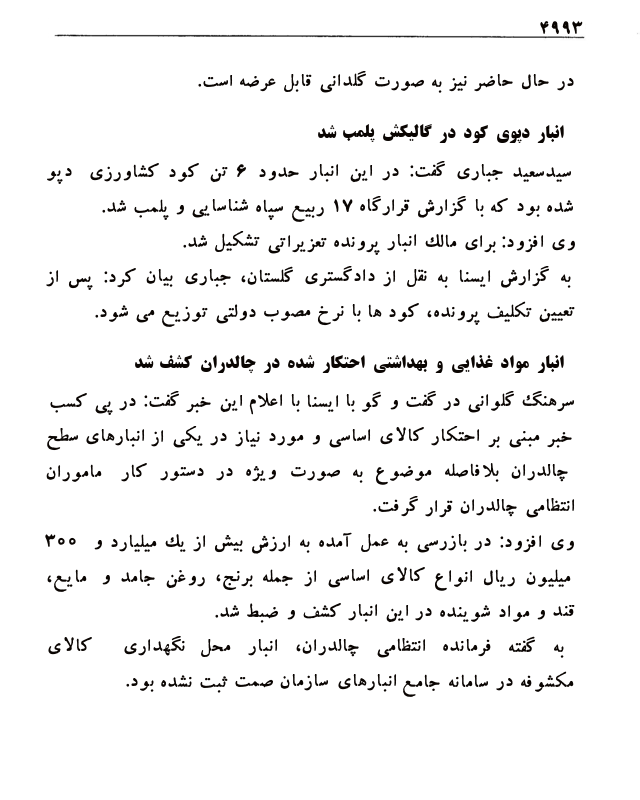 ۴۹۹۳
در حال حاضر نیز به صورت گلدانی قابل عرضه است.
انبار دپوی کود در گالیکش پلمب شد
سیدسعید جباری گفت: در این انبار حدود ۶ تن کود کشاورزی دپو
شده بود که با گزارش قرارگاه ۱۷ ربیع سپاه شناسایی و پلمب شد.
وی افزود: برای مالك انبار پرونده تعزیراتی تشکیل شد.
به گزارش ایسنا به نقل از دادگستری گلستان، جباری بیان کرد: پس از
تعیین تکلیف پرونده، کود ها با نرخ مصوب دولتی توزیع می شود.
انبار مواد غذایی و بهداشتی احتکار شده در چالدران کشف شد
سرهنگ گلوانی در گفت و گو با ایسنا با اعلام این خبر گفت: در پی کسب
خبر مبنی بر احتکار کالای اساسی و مورد نیاز در یکی از انبارهای سطح
چالدران بلافاصله موضوع به صورت ویژه در دستور کار ماموران
انتظامی چالدران قرار گرفت.
وی افزود: در بازرسی به عمل آمده به ارزش بیش از یك میلیارد و ۳۰۰
میلیون ریال انواع کالای اساسی از جمله برنج، روغن جامد و مایع،
قند و مواد شوینده در این انبار کشف و ضبط شد.
به گفته فرمانده انتظامی چالدران، انبار محل نگهداری کالای
مکشوفه در سامانه جامع انبارهای سازمان صمت ثبت نشده بود.